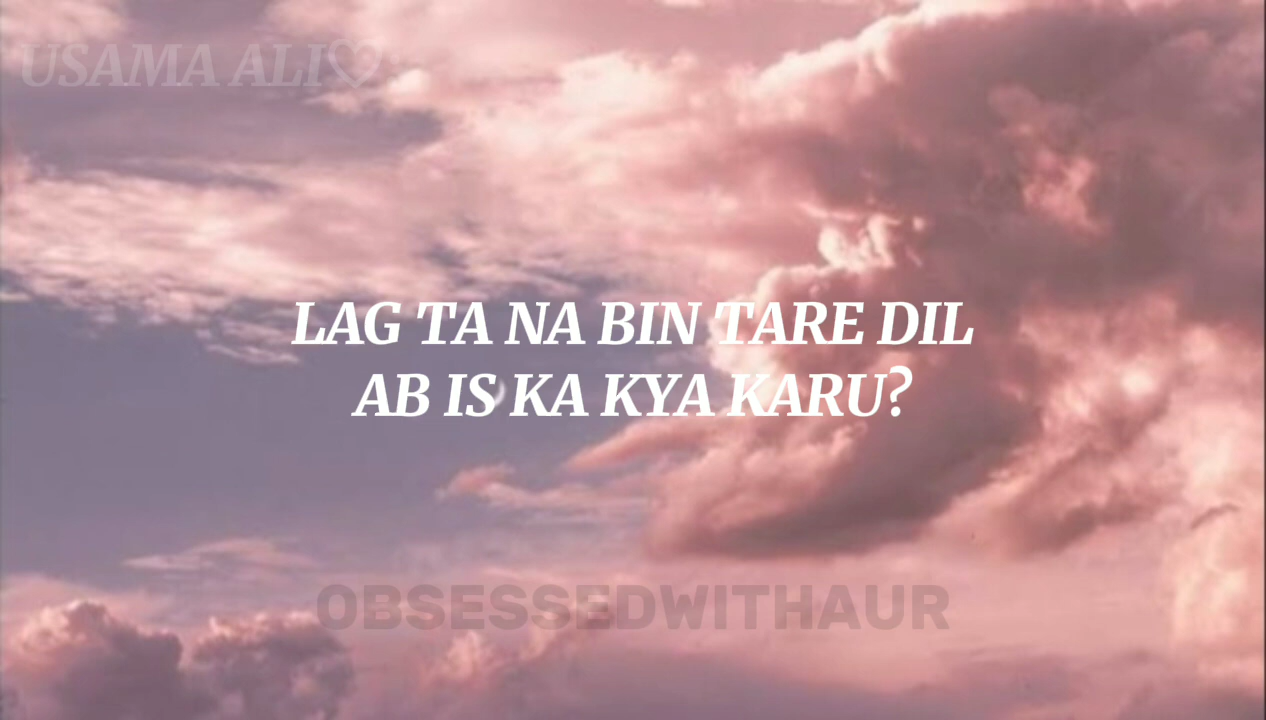 USAMA ALI♡
LAG TA NA BIN TARE DIL
AB IS KA KYA KARU?
OBSESSEDWITHAUR